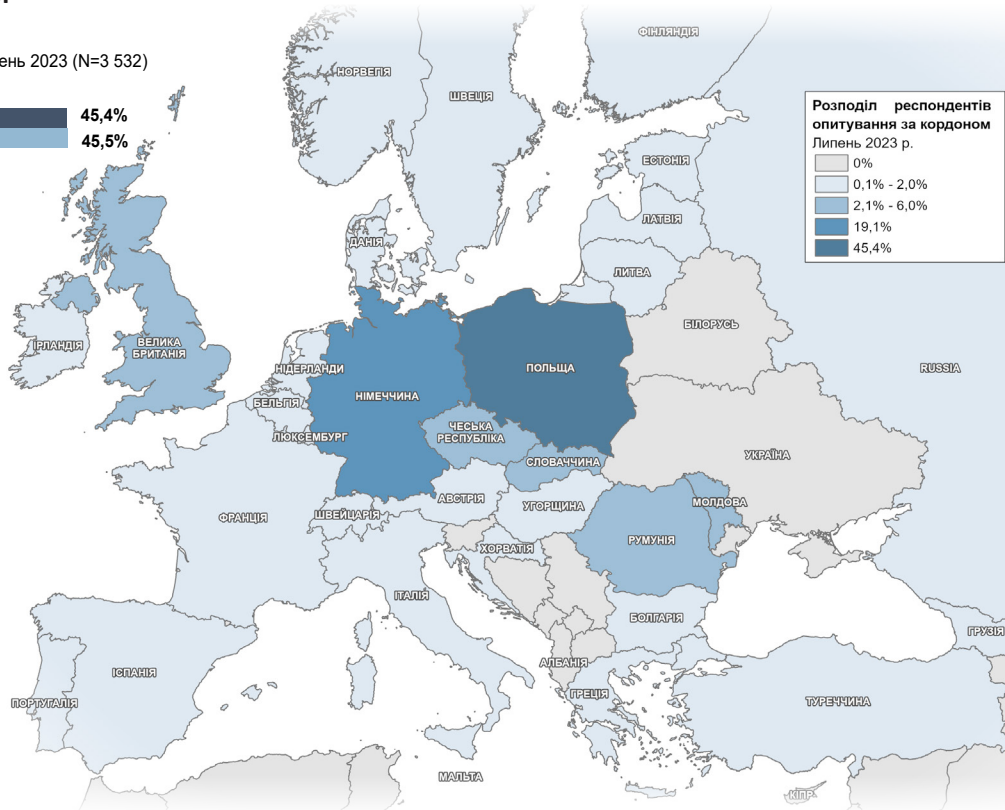 ень 2023 (N=3 532)
45,4%
45,5%
Розподіл респондентів
опитування за кордоном
Липень 2023 р.
0%
0,1% - 2,0%
2,1% - 6,0%
19,1%
45,4%
ФІНЛЯНДІЯ
НОРВЕГІЯ
ШВЕЦІЯ
ЕСТОНІЯ
ЛАТВІЯ
ДАНІЯ
ЛИТВА
БІЛОРУСЬ
ІРЛАНДІЯ
ВЕЛИКА
БРИТАНІЯ
НІДЕРЛАНДИ
ПОЛЬЩА
RUSSIA
НІМЕЧЧИНА
БЕЛЬГІЯ
ЛЮКСЕМБУРГ
ЧЕСЬКА
РЕСПУБЛІКА
СЛОВАЧЧИНА
УКРАЇНА
АВСТРІЯ
УГОРЩИНА
МОЛДОВА
ФРАНЦІЯ
ШВЕЙЦАРІЯ
РУМУНІЯ
ХОРВАТІЯ
ІТАЛІЯ
БОЛГАРІЯ
ГРУЗІЯ
АЛБАНІЯ
ІСПАНІЯ
ГРЕЦІЯ
ПОРТУГАЛІЯ
ТУРЕЧЧИНА
МАЛЬТА
КІПР